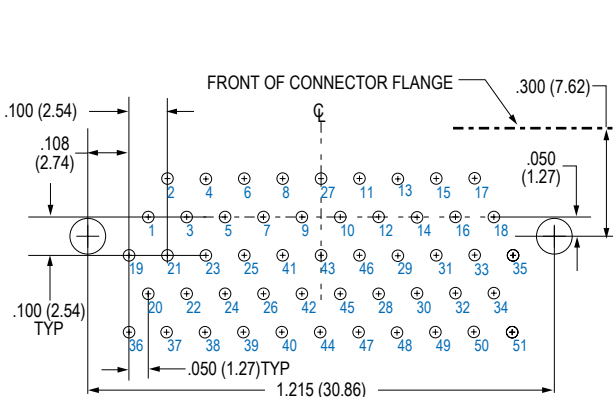 FRONT OF CONNECTOR FLANGE
.300 (7.62)
.100 (2.54)
℄
.108
(2.74)
.050
(1.27)
2 4 6 8 27 11 13 15 17
1 3 5 7 9 10 12 14 16 18
19 21 23 25 41 43 46 29 31 33 35
20 22 24 26 42 45 28 30 32 34
.100 (2.54)
TYP
36 37 38 39 40 44 47 48 49 50 51
.050 (1.27)TYP
1.215 (30.86)